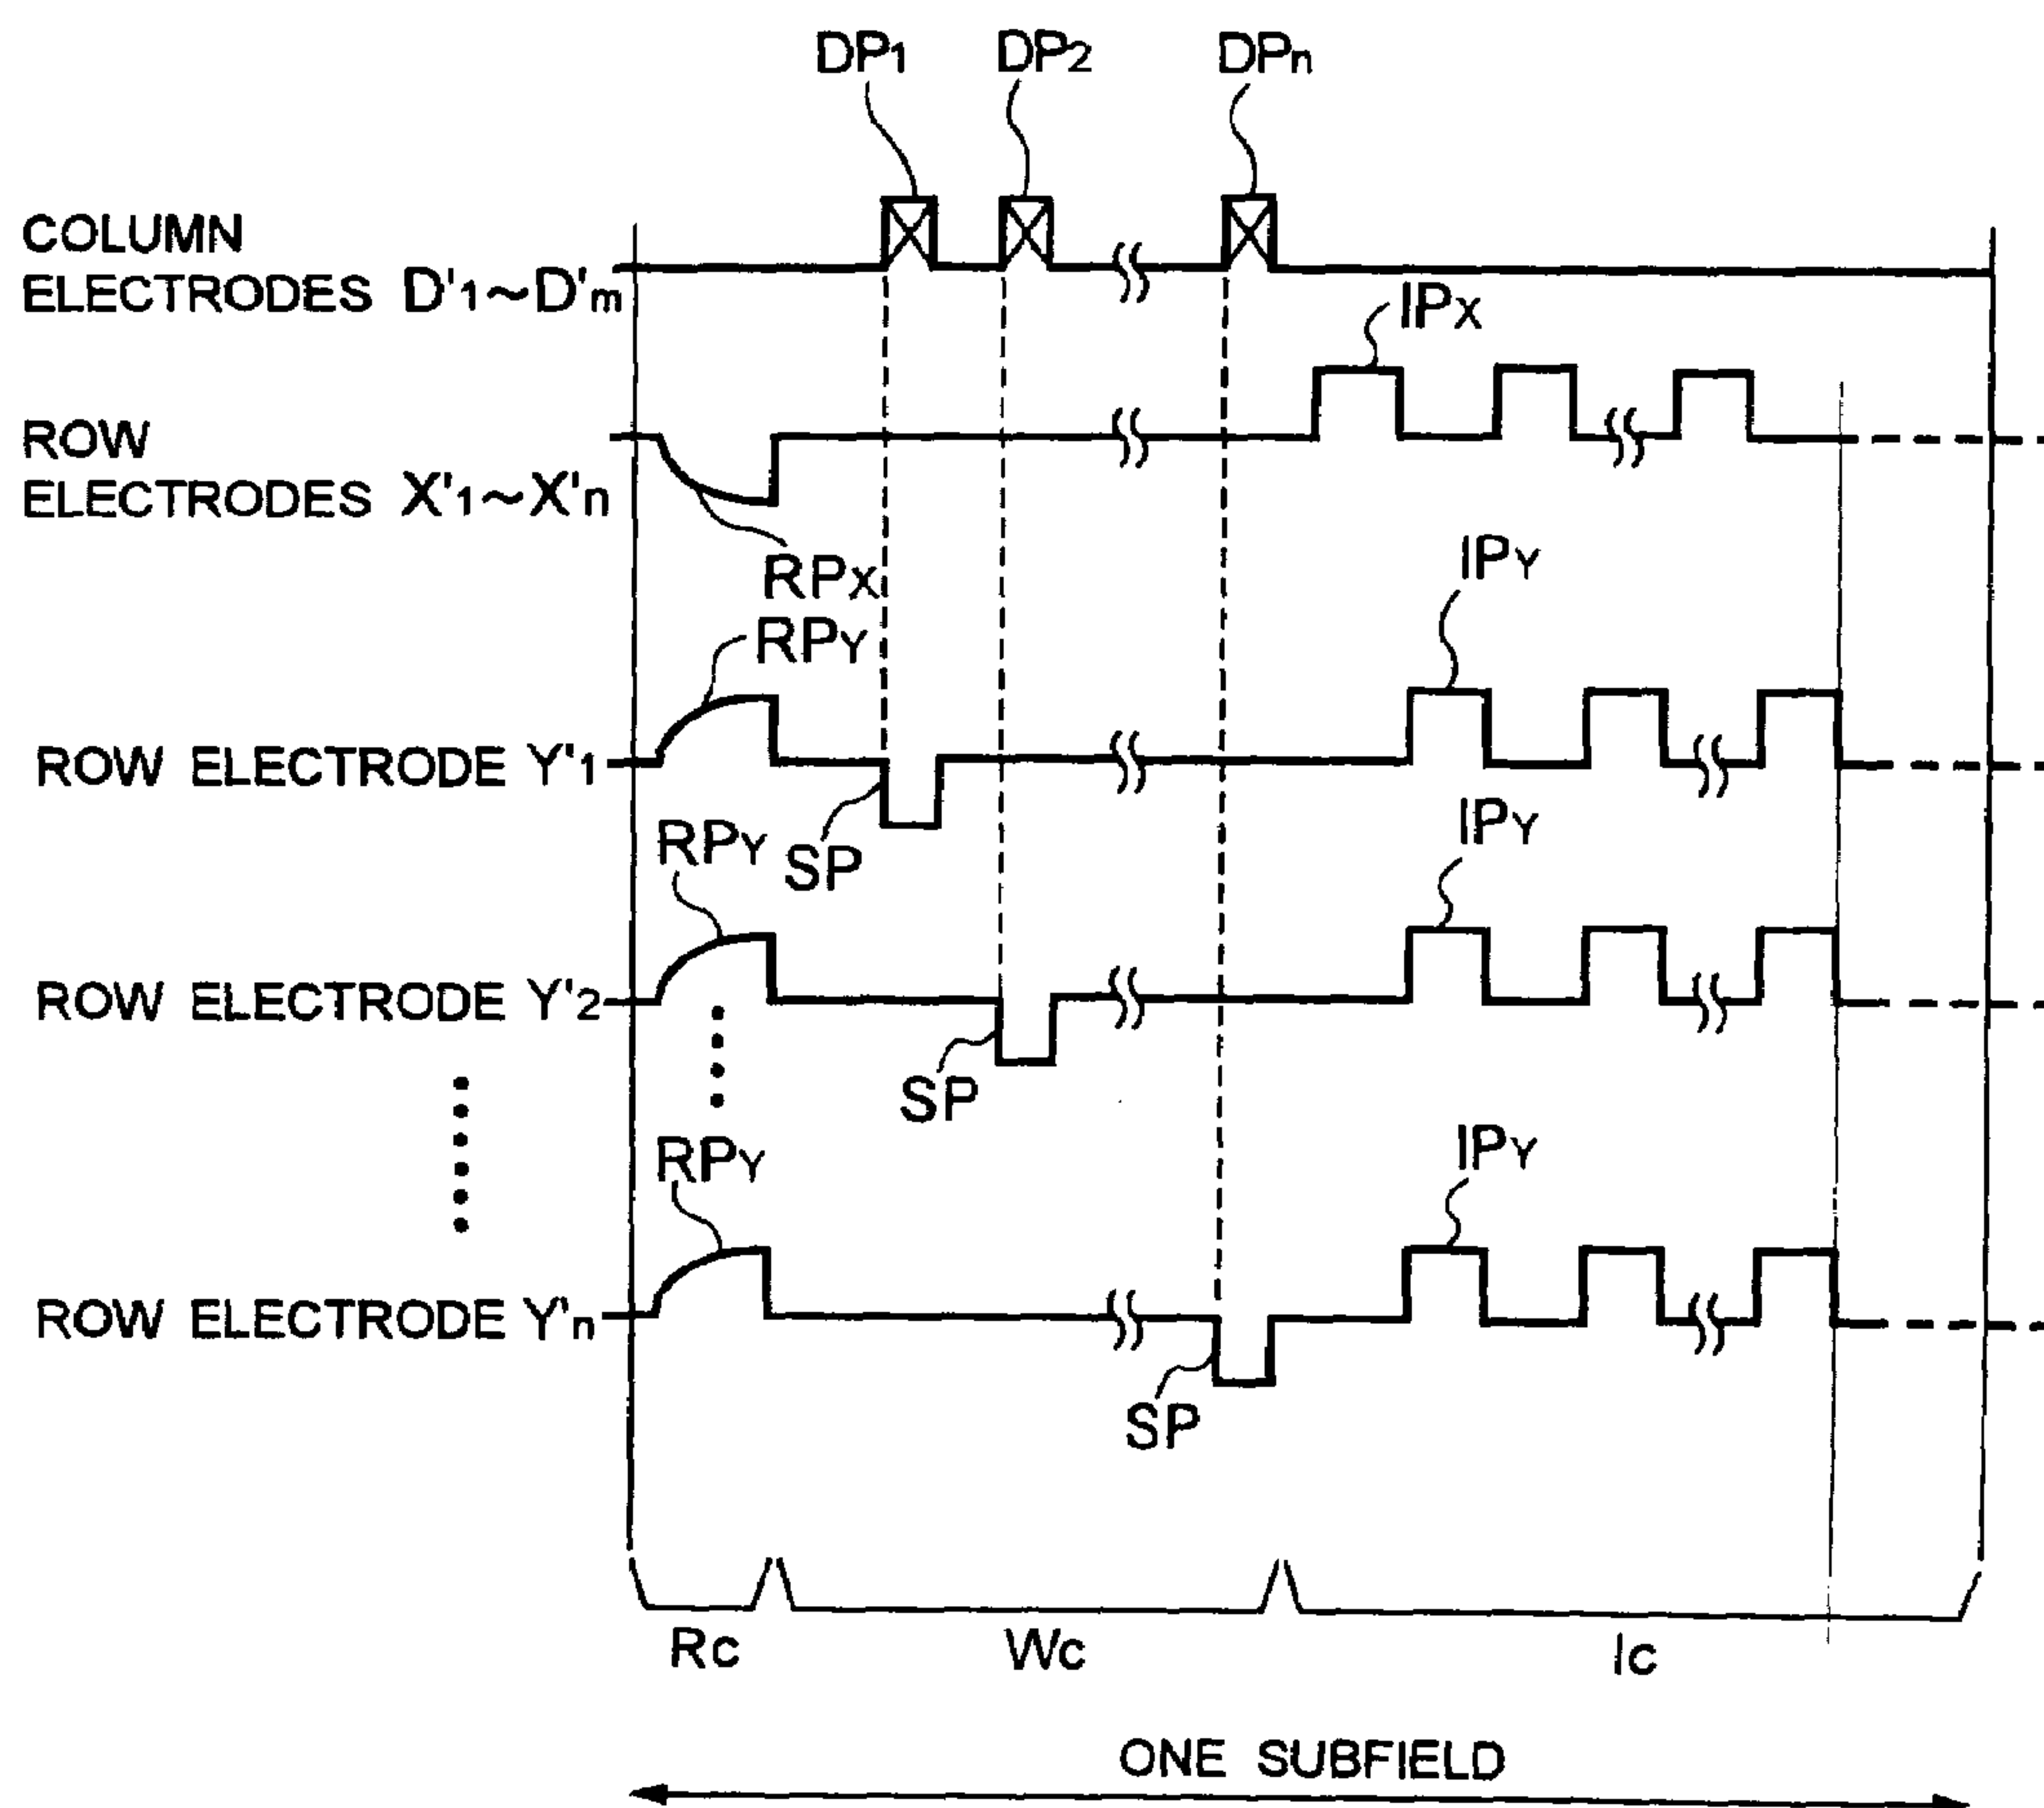 DP1 DP2 DPn
COLUMN
ELECTRODES D'1~D'm
IPX
ROW
ELECTRODES X'1~X'n
RPX
IPY
RPY
ROW ELECTRODE Y'1
SP
IPY
RPY
ROW ELECTRODE Y'2
SP
IPY
RPY
ROW ELECTRODE Y'n
SP
Rc Wc Ic
ONE SUBFIELD